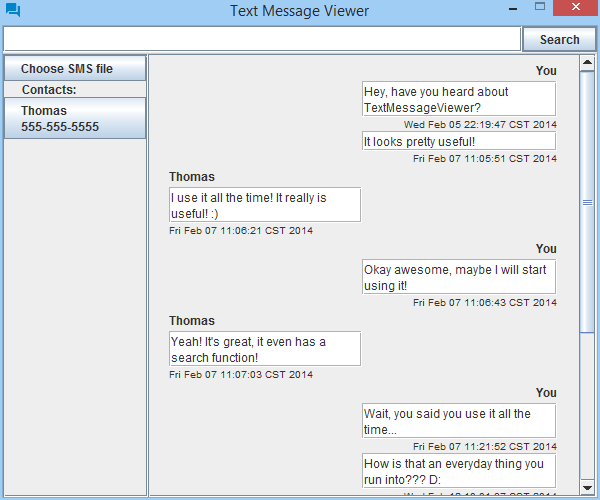 Text Message Viewer
Search
Choose SMS file
Contacts:
Thomas
555-555-5555
You
Hey, have you heard about
TextMessageViewer?
Wed Feb 05 22:19:47 CST 2014
It looks pretty useful!
Fri Feb 07 11:05:51 CST 2014
Thomas
I use it all the time! It really is
useful! :)
Fri Feb 07 11:06:21 CST 2014
You
Okay awesome, maybe I will start
using it!
Fri Feb 07 11:06:43 CST 2014
Thomas
Yeah! It's great, it even has a
search function!
Fri Feb 07 11:07:03 CST 2014
You
Wait, you said you use it all the
time...
Fri Feb 07 11:21:52 CST 2014
How is that an everyday thing you
run into??? D: